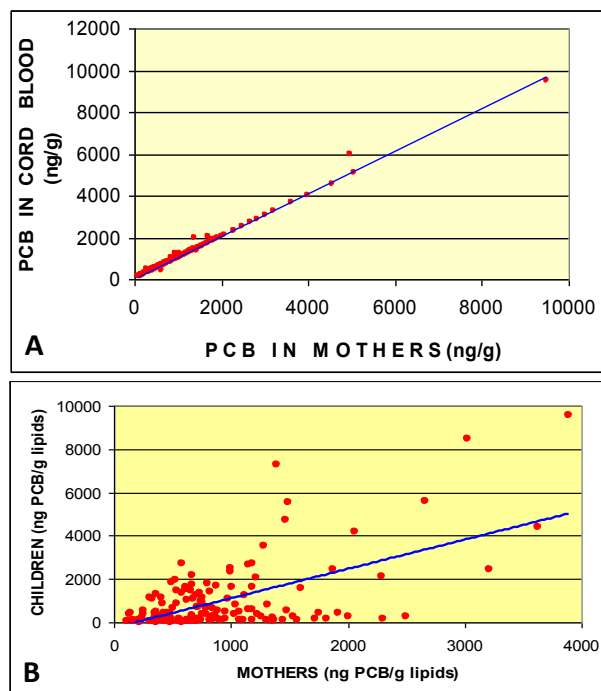 12000
10000
8000
6000
4000
2000
0
PCB IN CORD BLOOD
(ng/g)
0 2000 4000 6000 8000 10000
A
PCB IN MOTHERS (ng/g)
10000
8000
6000
4000
2000
0
CHILDREN (ng PCB/g lipids)
0 1000 2000 3000 4000
B
MOTHERS (ng PCB/g lipids)